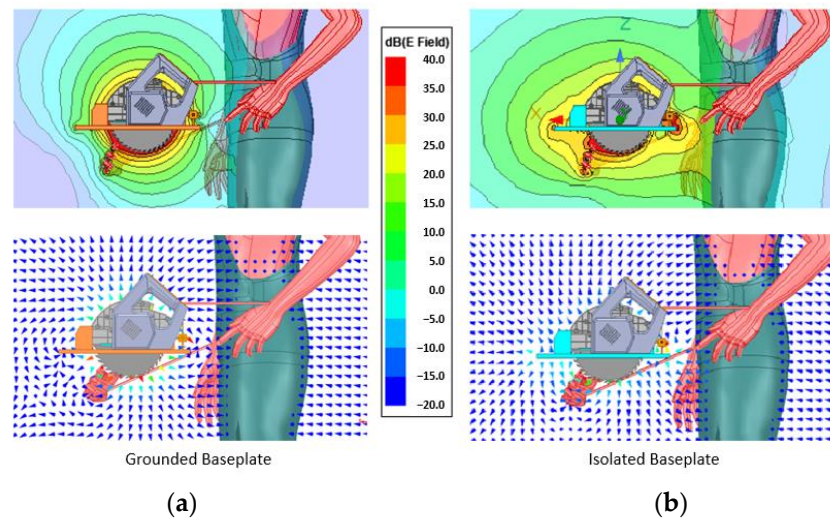 dB(E Field)
40.0
35.0
30.0
25.0
20.0
15.0
10.0
5.0
0.0
−5.0
−10.0
−15.0
−20.0
Z
X
Grounded Baseplate
Isolated Baseplate
(a)
(b)